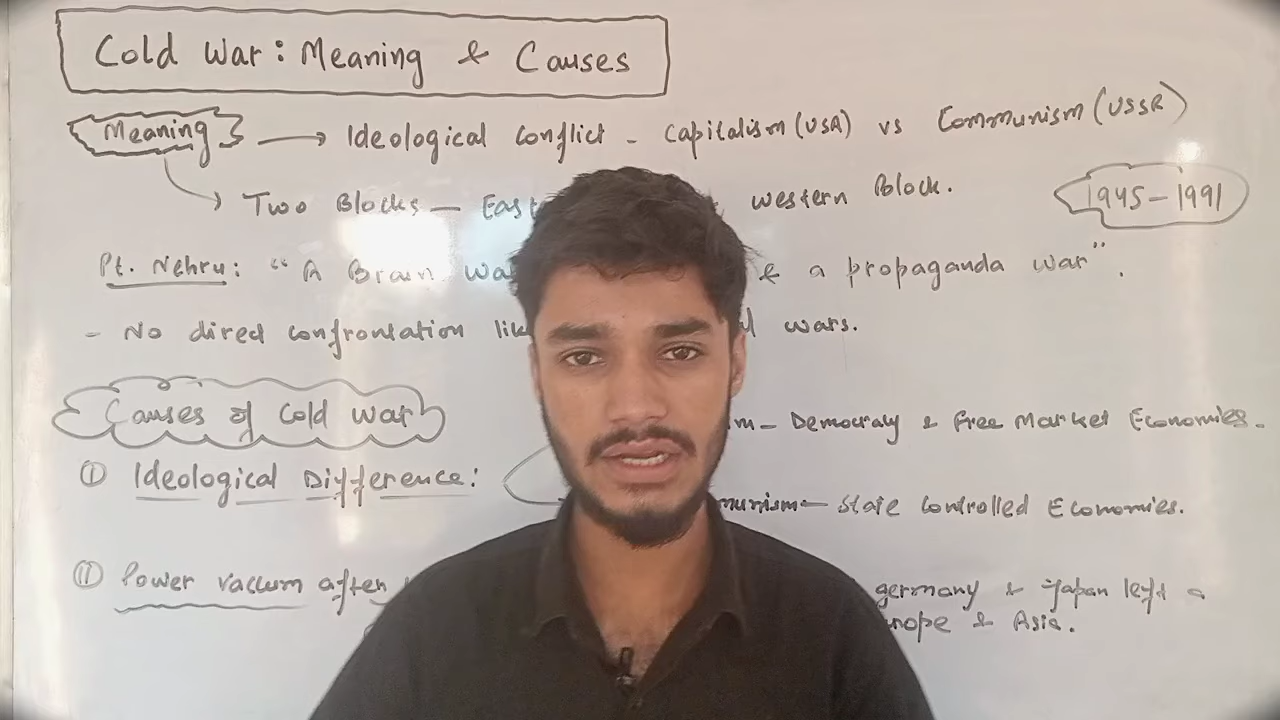 Cold War: Meaning & Causes
Meaning → Ideological conflict - Capitalism (USA) vs Communism (USSR)
→ Two Blocks — East western Block.
1945-1991
Pt. Nehru: "A Brain wa & a propaganda war".
- No direct confrontation lik wars.
Causes of Cold War
m - Democracy & Free Market Economies.
① Ideological Difference:
munism - State Controlled Economies.
② Power vaccum after germany & Japan left a
rope & Asia.